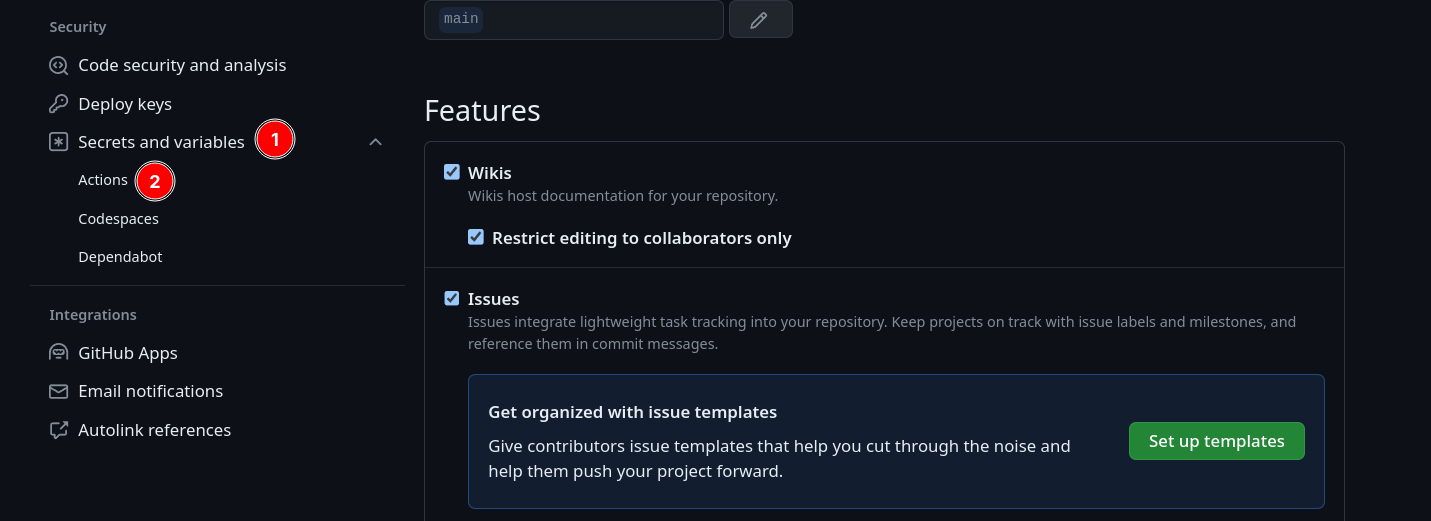 Security
Code security and analysis
Deploy keys
Secrets and variables 1
Actions 2
Codespaces
Dependabot
Integrations
GitHub Apps
Email notifications
Autolink references
main
Features
Wikis
Wikis host documentation for your repository.
Restrict editing to collaborators only
Issues
Issues integrate lightweight task tracking into your repository. Keep projects on track with issue labels and milestones, and
reference them in commit messages.
Get organized with issue templates
Give contributors issue templates that help you cut through the noise and
help them push your project forward.
Set up templates